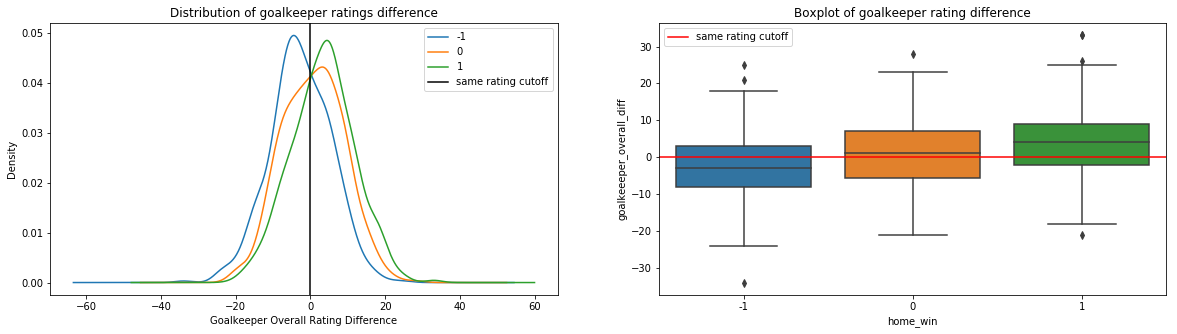 Distribution of goalkeeper ratings difference
-1
0
1
same rating cutoff
0.05
0.04
0.03
0.02
0.01
0.00
Density
−60 −40 −20 0 20 40 60
Goalkeeper Overall Rating Difference
Boxplot of goalkeeper rating difference
same rating cutoff
30
20
10
0
−10
−20
−30
goalkeeeper_overall_diff
-1 0 1
home_win